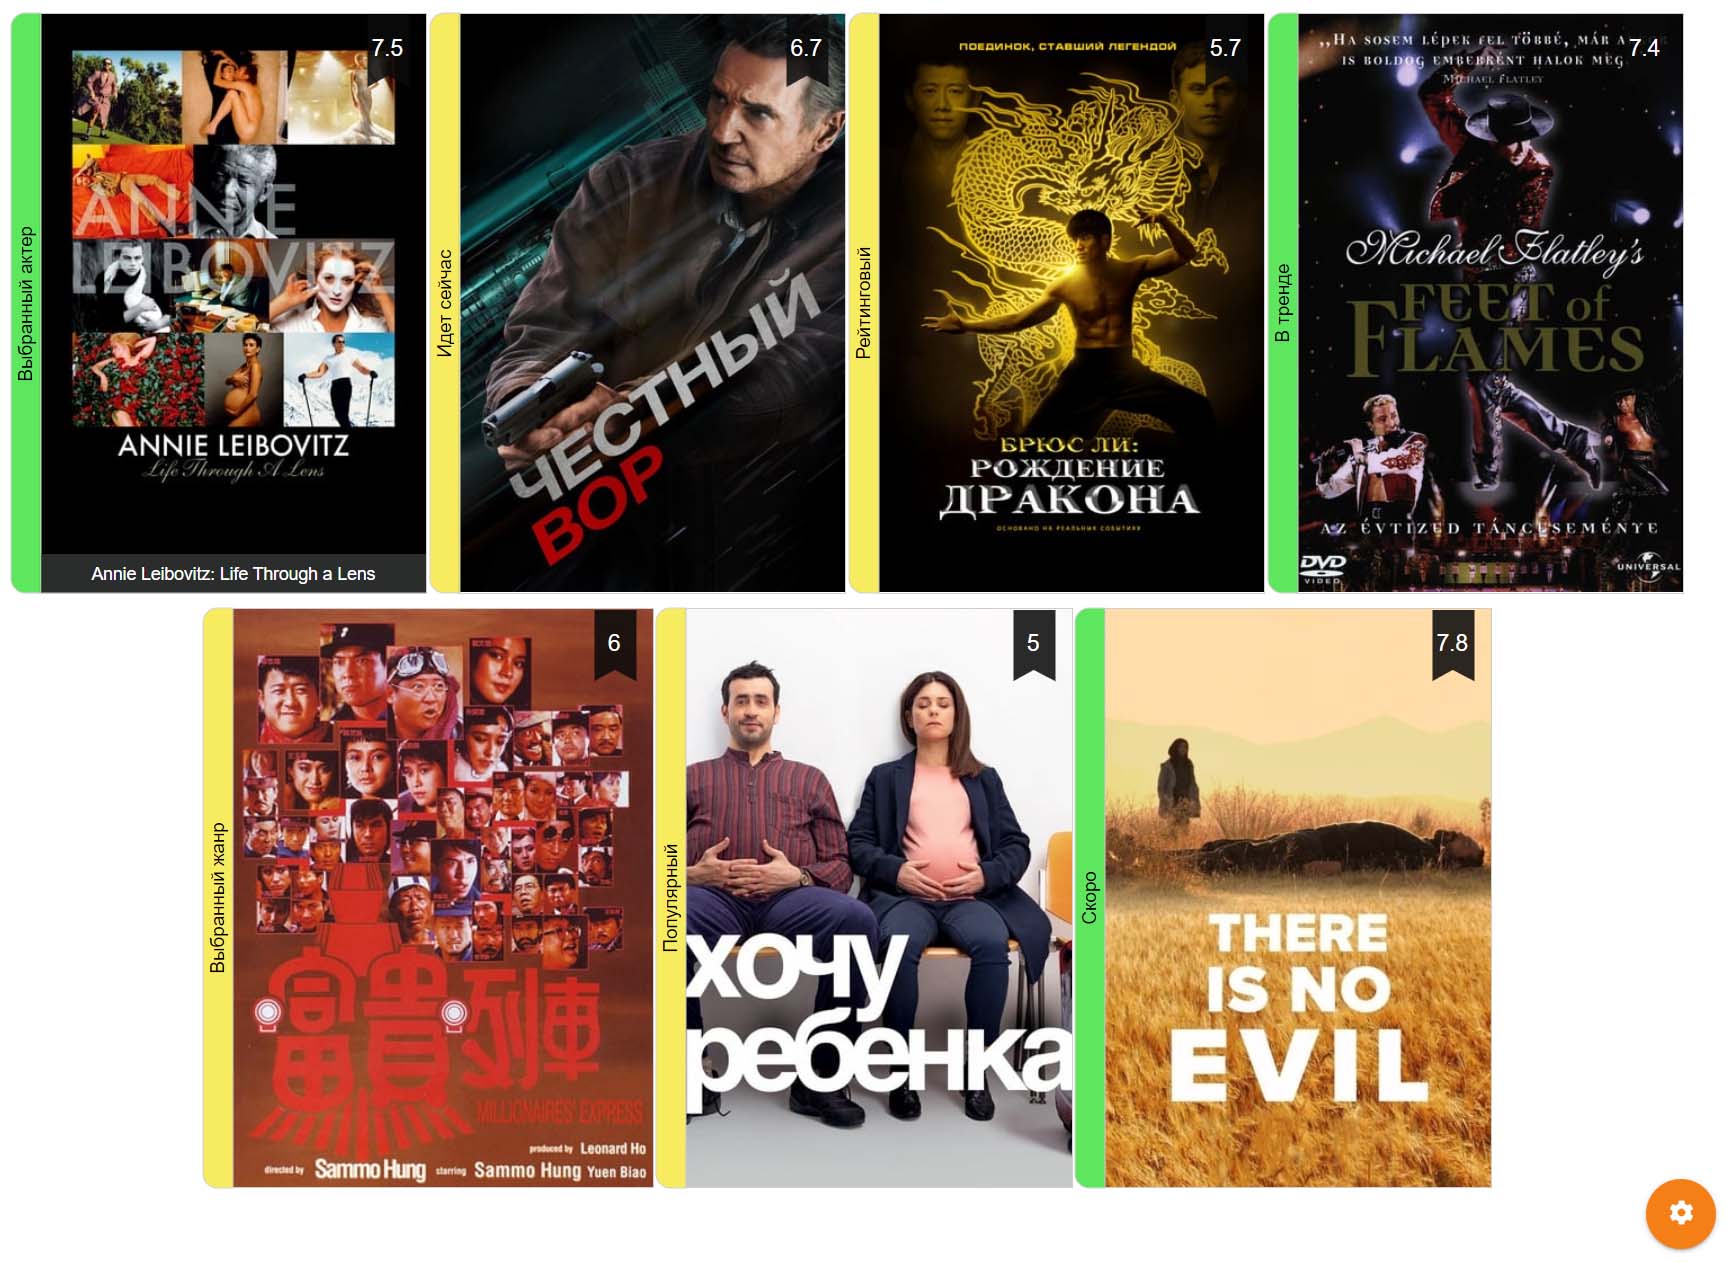 Выбранный актер
7.5
ANNIE
LEIBOVITZ
ANNIE LEIBOVITZ
Life Through A Lens
Annie Leibovitz: Life Through a Lens
Идет сейчас
6.7
ЧЕСТНЫЙ
ВОР
Рейтинговый
5.7
ПОЕДИНОК, СТАВШИЙ ЛЕГЕНДОЙ
БРЮС ЛИ:
РОЖДЕНИЕ
ДРАКОНА
ОСНОВАНО НА РЕАЛЬНЫХ СОБЫТИЯХ
В тренде
7.4
„HA SOSEM LÉPEK FEL TÖBBÉ, MÁR A
IS BOLDOG EMBERKÉNT HALOK MEG
MICHAEL FLATLEY
Michael Flatley's
FEET of
FLAMES
AZ ÉVTIZED TÁNCESEMÉNYE
DVD
VIDEO
UNIVERSAL
Выбранный жанр
6
富貴列車
MILLIONAIRES' EXPRESS
produced by Leonard Ho
directed by Sammo Hung starring Sammo Hung Yuen Biao
Популярный
5
хочу
ребенка
Скоро
7.8
THERE
IS NO
EVIL